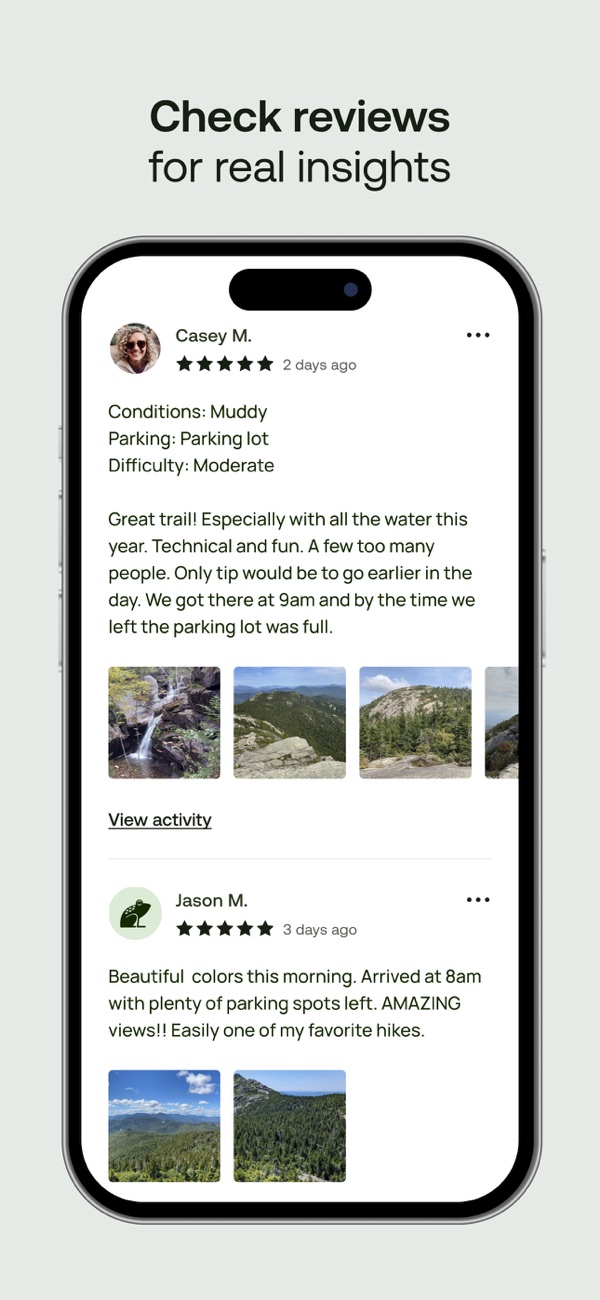 Check reviews
for real insights
Casey M.
2 days ago
Conditions: Muddy
Parking: Parking lot
Difficulty: Moderate
Great trail! Especially with all the water this
year. Technical and fun. A few too many
people. Only tip would be to go earlier in the
day. We got there at 9am and by the time we
left the parking lot was full.
View activity
Jason M.
3 days ago
Beautiful  colors this morning. Arrived at 8am
with plenty of parking spots left. AMAZING
views!! Easily one of my favorite hikes.